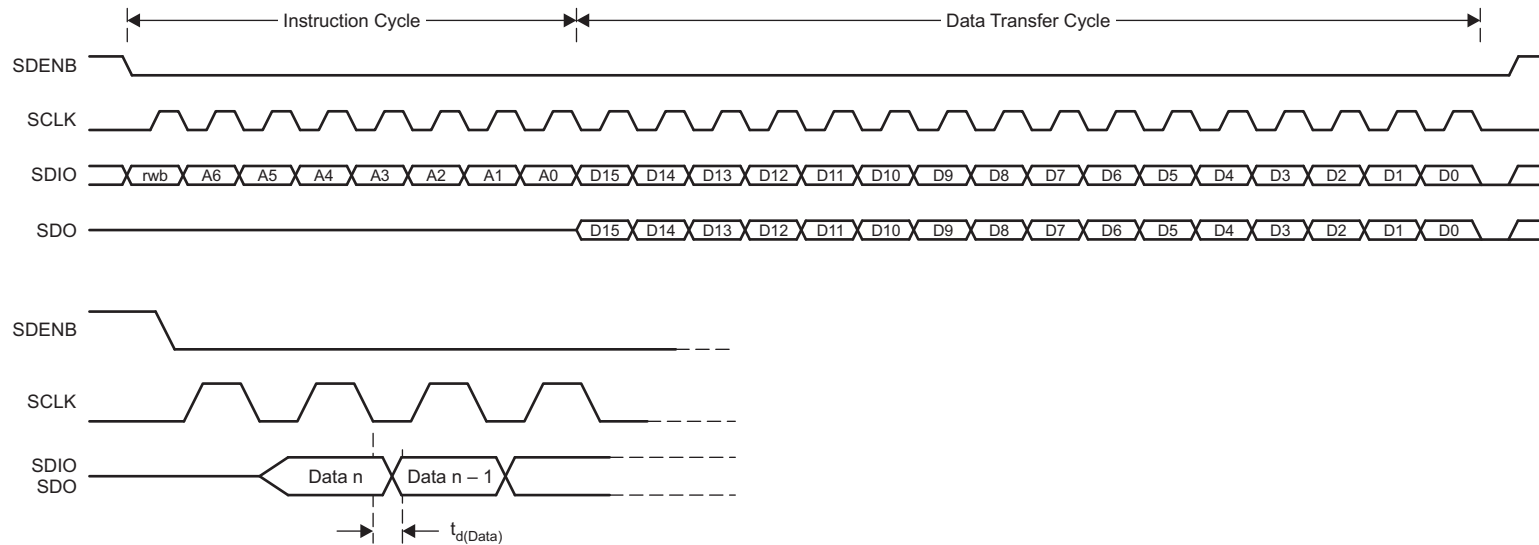 Instruction Cycle Data Transfer Cycle
SDENB
SCLK
SDIO rwb A6 A5 A4 A3 A2 A1 A0 D15 D14 D13 D12 D11 D10 D9 D8 D7 D6 D5 D4 D3 D2 D1 D0
SDO D15 D14 D13 D12 D11 D10 D9 D8 D7 D6 D5 D4 D3 D2 D1 D0
SDENB
SCLK
SDIO
SDO
Data n Data n – 1
td(Data)